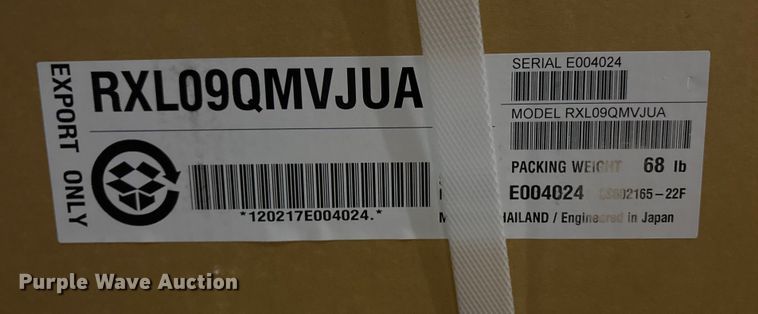 EXPORT ONLY
RXL09QMVJUA
*120217E004024.*
SERIAL E004024
MODEL RXL09QMVJUA
PACKING WEIGHT 68 lb
E004024
THAILAND / Engineered in Japan
Purple Wave Auction